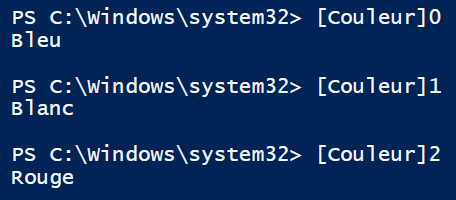 PS C:\Windows\system32> [Couleur]0
Bleu
PS C:\Windows\system32> [Couleur]1
Blanc
PS C:\Windows\system32> [Couleur]2
Rouge